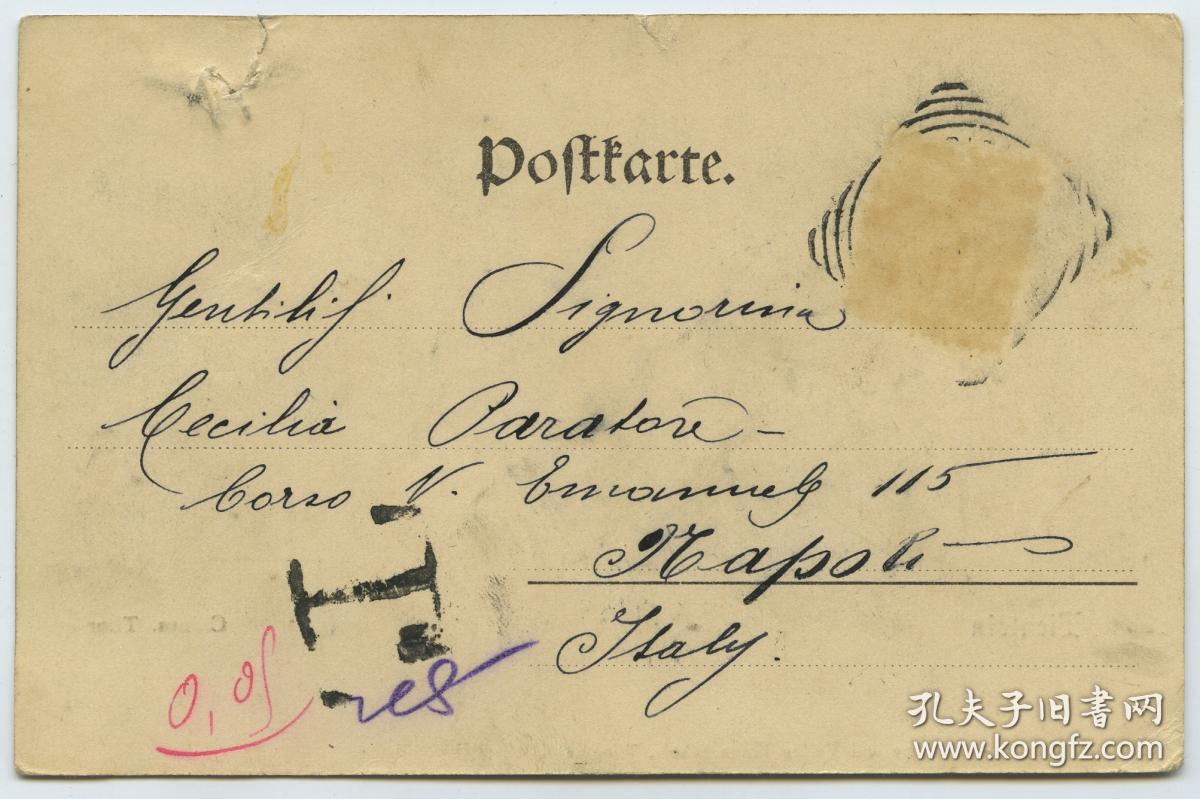 Postkarte.
Gentilis. Signorina
Cecilia Paratore -
Corso V. Emanuele 115
Napoli
Italy.
T
0,05
孔夫子旧书网
www.kongfz.com